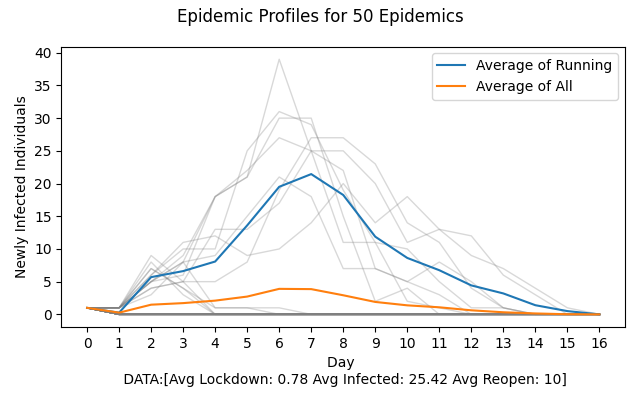 Epidemic Profiles for 50 Epidemics
Newly Infected Individuals
40
35
30
25
20
15
10
5
0
Average of Running
Average of All
0 1 2 3 4 5 6 7 8 9 10 11 12 13 14 15 16
Day
DATA:[Avg Lockdown: 0.78 Avg Infected: 25.42 Avg Reopen: 10]